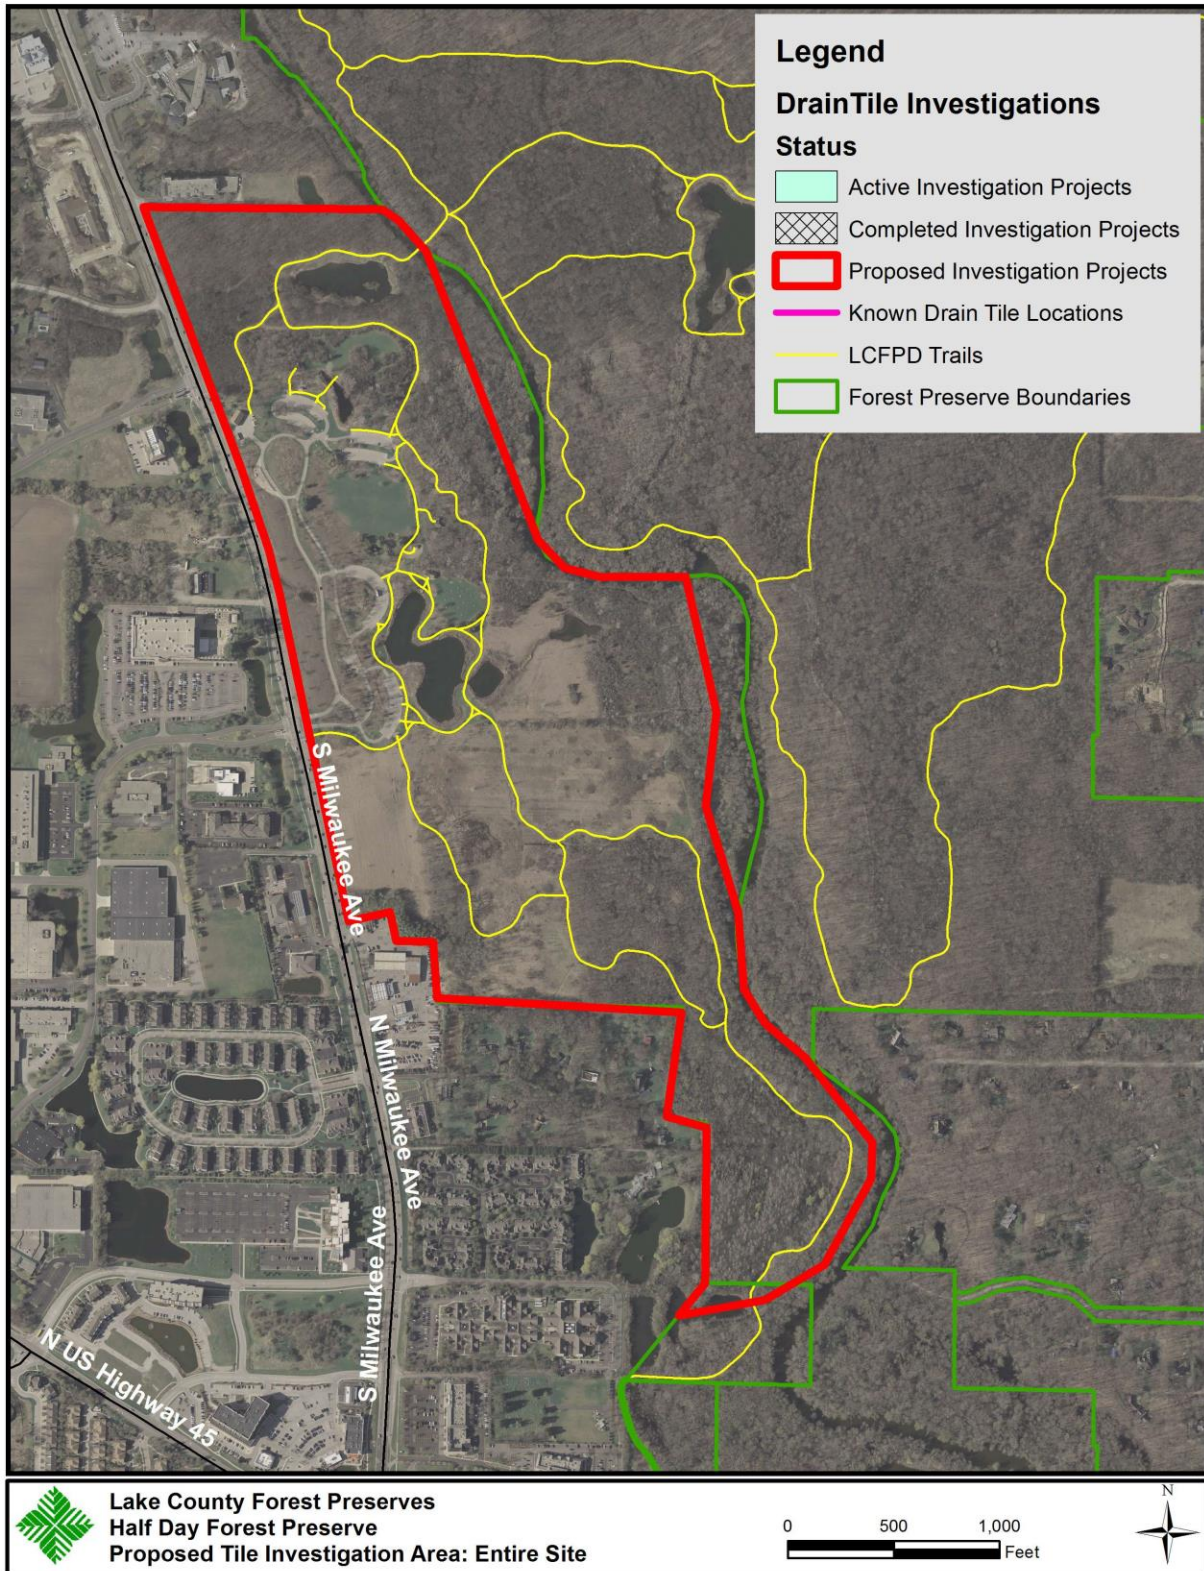 Legend
DrainTile Investigations
Status
Active Investigation Projects
Completed Investigation Projects
Proposed Investigation Projects
Known Drain Tile Locations
LCFPD Trails
Forest Preserve Boundaries
S Milwaukee Ave
N Milwaukee Ave
S Milwaukee Ave
N US Highway 45
Lake County Forest Preserves
Half Day Forest Preserve
Proposed Tile Investigation Area: Entire Site
0 500 1,000
Feet
N